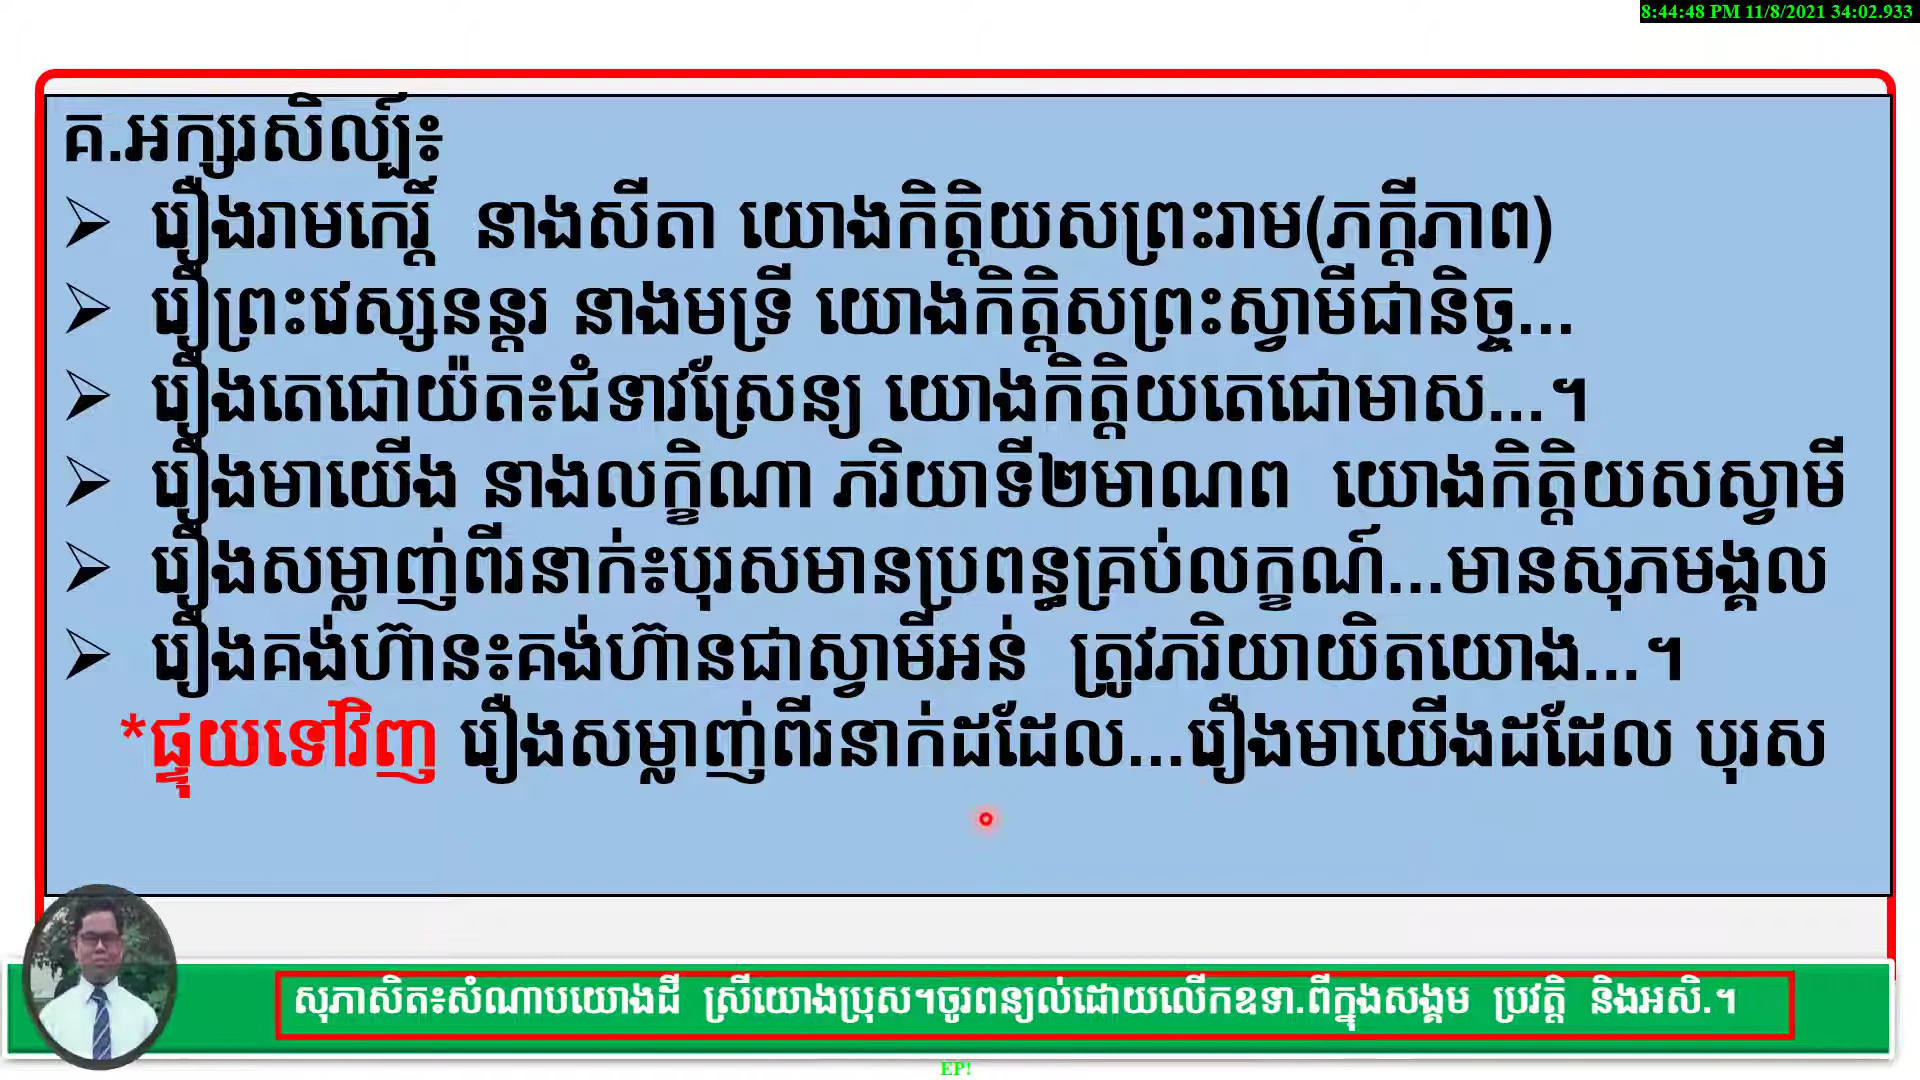 8:44:48 PM 11/8/2021 34:02.933
គ.អក្សរសិល្ប៍៖
➢ រឿងរាមកេរ្តិ៍ នាងសីតា យោងកិត្តិយសព្រះរាម(ភក្តីភាព)
➢ រឿព្រះវេស្សនន្តរ នាងមទ្រី យោងកិត្តិសព្រះស្វាមីជានិច្ច...
➢ រឿងតេជោយ៉ត៖ជំទាវស្រែនន្យ យោងកិត្តិយតេជោមាស...។
➢ រឿងមាយើង នាងលក្ខិណា ភរិយាទី២មាណព យោងកិត្តិយសស្វាមី
➢ រឿងសម្លាញ់ពីរនាក់៖បុរសមានប្រពន្ធគ្រប់លក្ខណ៍...មានសុភមង្គល
➢ រឿងគង់ហ៊ាន៖គង់ហ៊ានជាស្វាមីអន់ ត្រូវភរិយាយិតយោង...។
*ផ្ទុយទៅវិញ រឿងសម្លាញ់ពីរនាក់ដដែល...រឿងមាយើងដដែល បុរស
សុភាសិត៖សំណាបយោងដី ស្រីយោងប្រុស។ចូរពន្យល់ដោយលើកឧទា.ពីក្នុងសង្គម ប្រវត្តិ និងអសិ.។
EP!